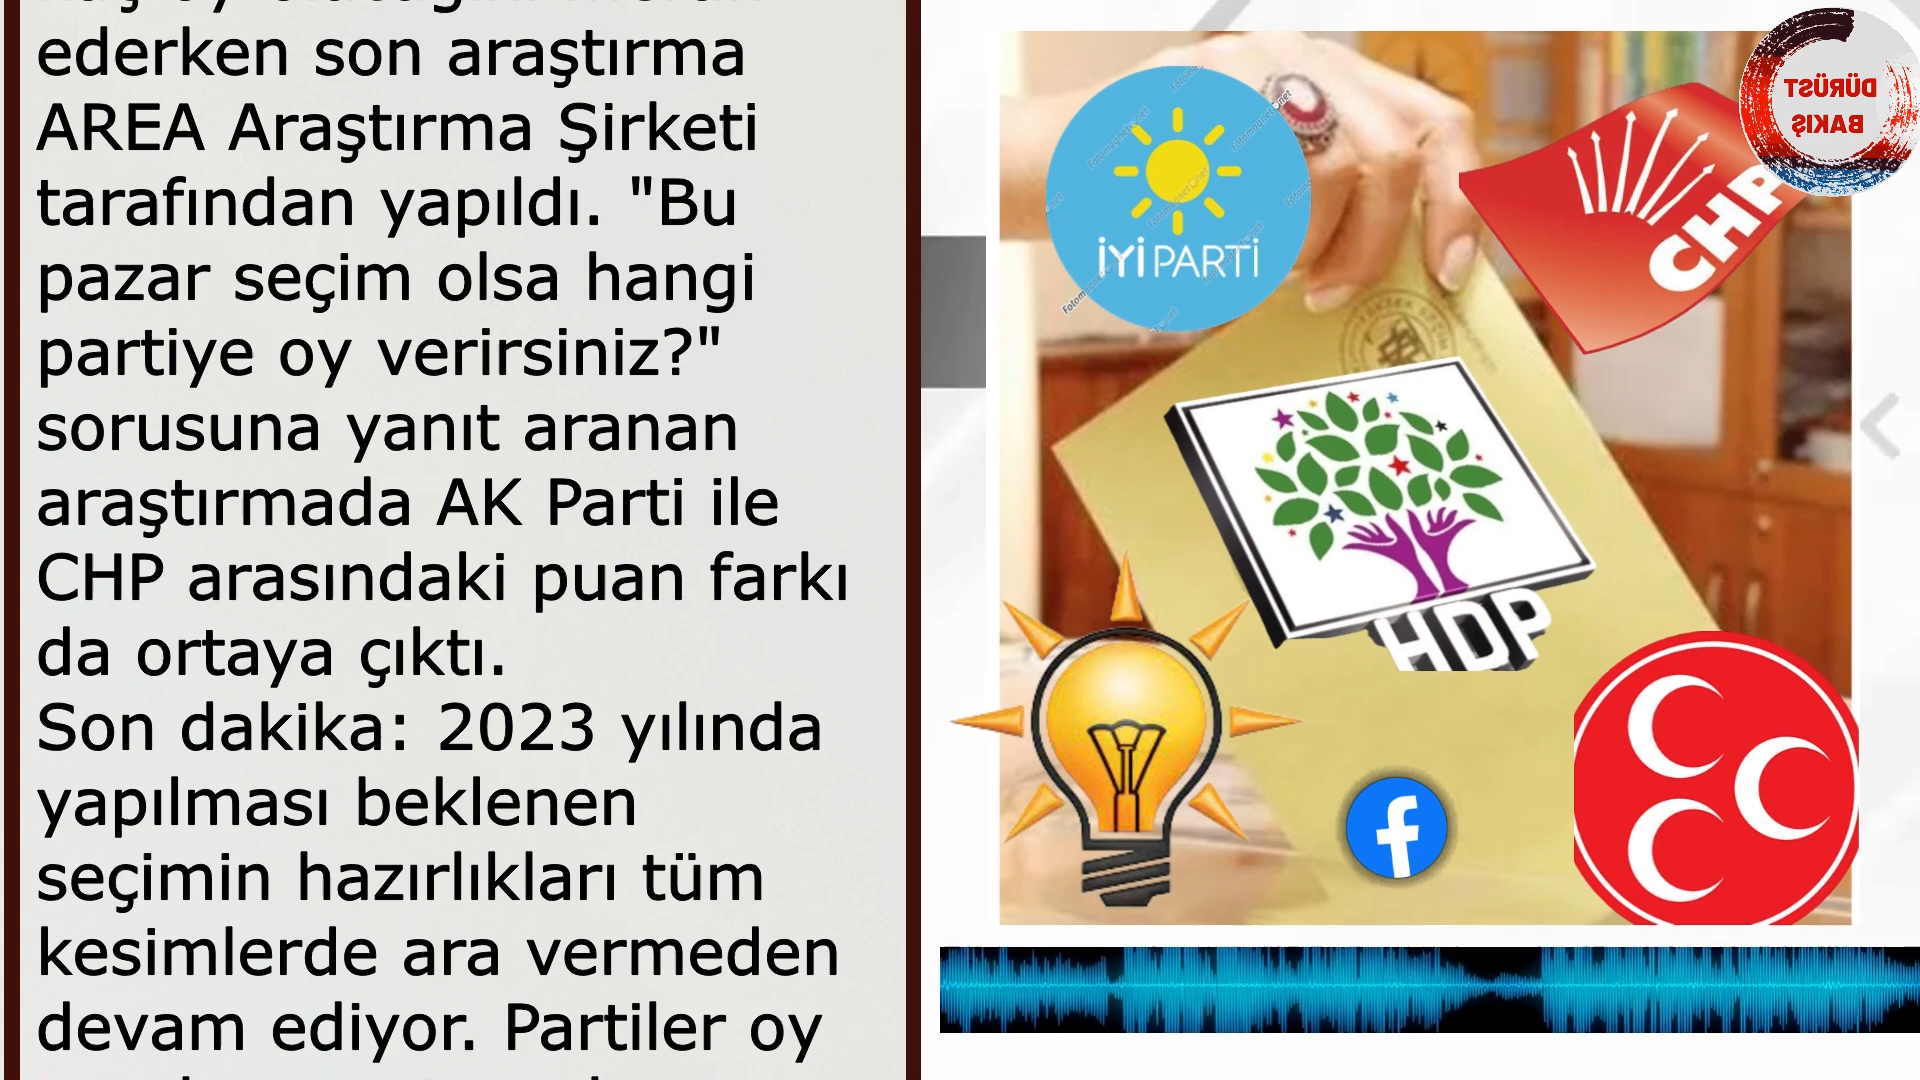 ederken son araştırma
AREA Araştırma Şirketi
tarafından yapıldı. "Bu
pazar seçim olsa hangi
partiye oy verirsiniz?"
sorusuna yanıt aranan
araştırmada AK Parti ile
CHP arasındaki puan farkı
da ortaya çıktı.
Son dakika: 2023 yılında
yapılması beklenen
seçimin hazırlıkları tüm
kesimlerde ara vermeden
devam ediyor. Partiler oy
İYİ PARTİ
CHP
DÜRÜST
BAKIŞ
HDP